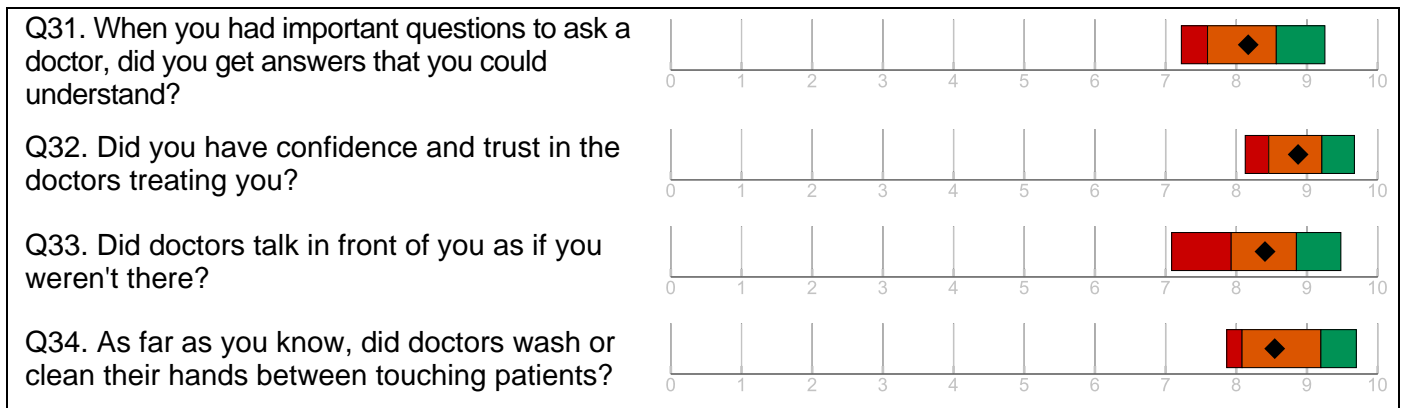 Q31. When you had important questions to ask a
doctor, did you get answers that you could
understand?
0 1 2 3 4 5 6 7 8 9 10
Q32. Did you have confidence and trust in the
doctors treating you?
0 1 2 3 4 5 6 7 8 9 10
Q33. Did doctors talk in front of you as if you
weren't there?
0 1 2 3 4 5 6 7 8 9 10
Q34. As far as you know, did doctors wash or
clean their hands between touching patients?
0 1 2 3 4 5 6 7 8 9 10